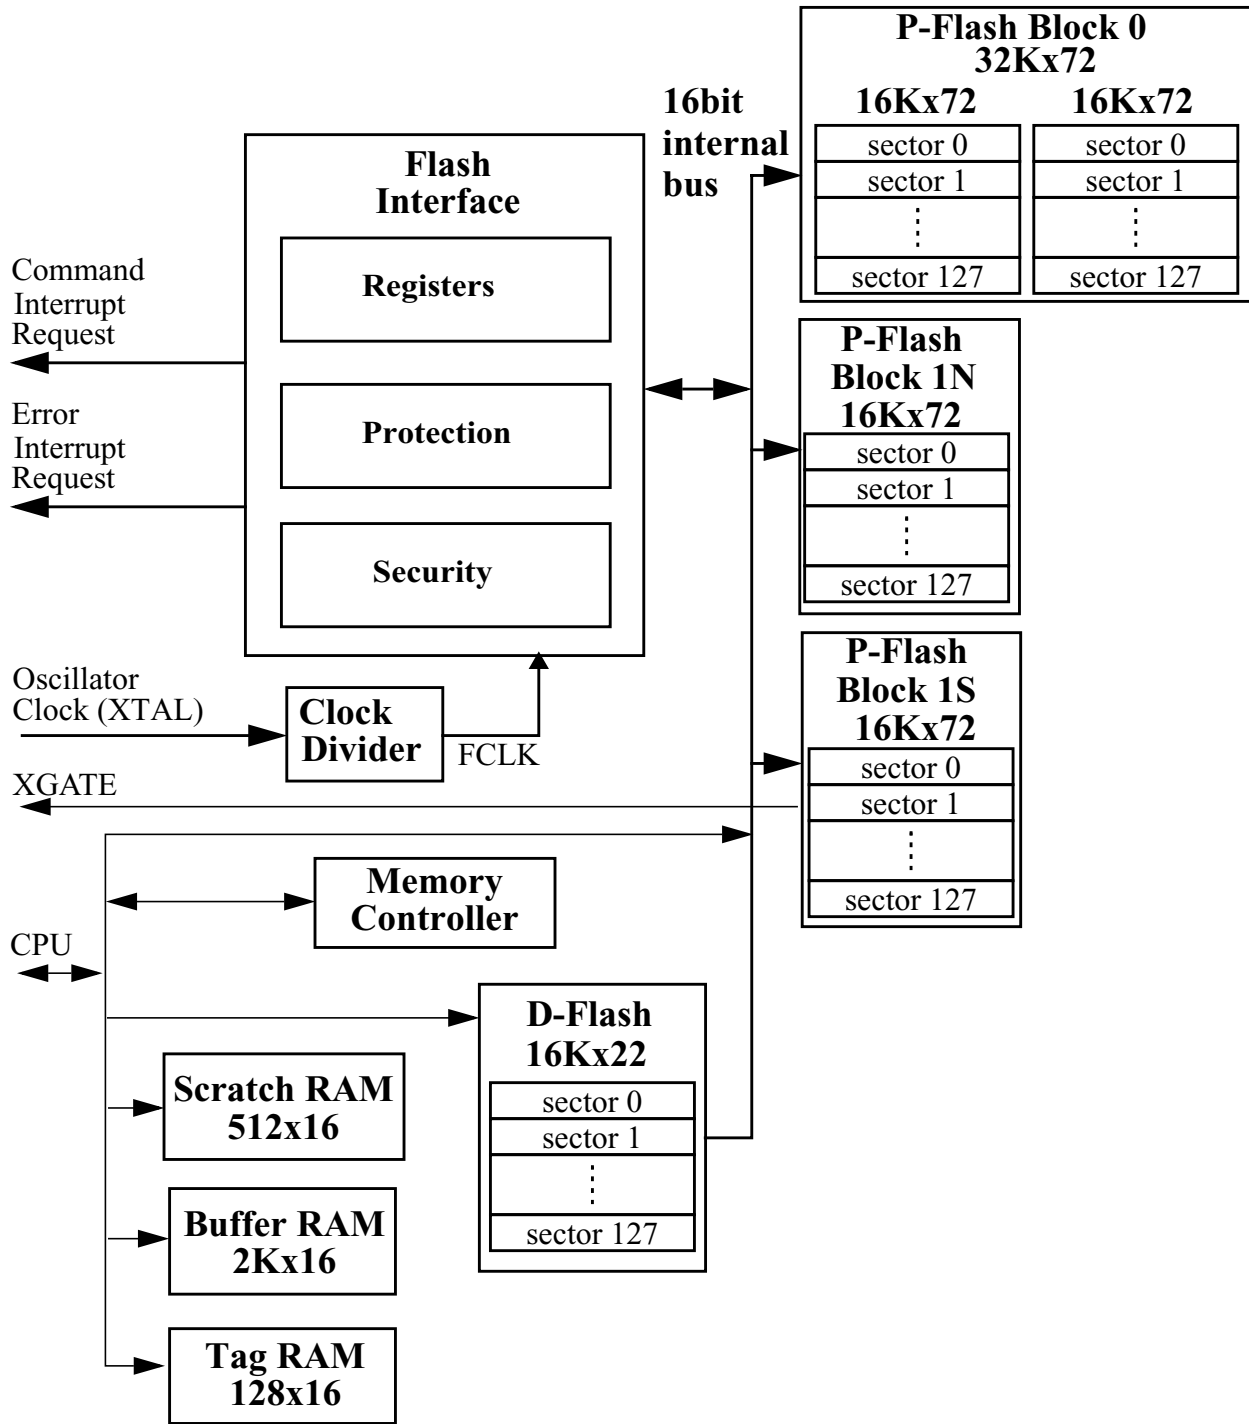 P-Flash Block 0
32Kx72
16Kx72
16Kx72
sector 0
sector 1
sector 127
sector 0
sector 1
sector 127
16bit
internal
bus
Flash
Interface
Registers
Protection
Security
Command
Interrupt
Request
Error
Interrupt
Request
P-Flash
Block 1N
16Kx72
sector 0
sector 1
sector 127
Oscillator
Clock (XTAL)
Clock
Divider
FCLK
XGATE
P-Flash
Block 1S
16Kx72
sector 0
sector 1
sector 127
Memory
Controller
CPU
D-Flash
16Kx22
sector 0
sector 1
sector 127
Scratch RAM
512x16
Buffer RAM
2Kx16
Tag RAM
128x16